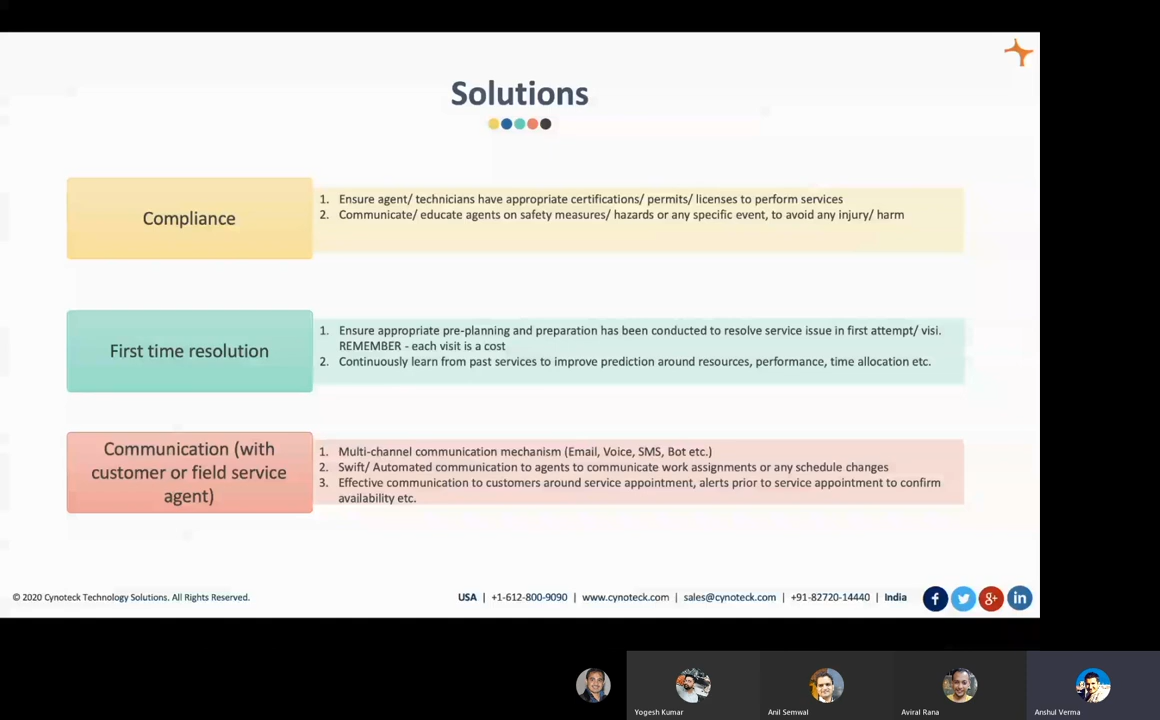 Solutions
Compliance
1. Ensure agent/ technicians have appropriate certifications/ permits/ licenses to perform services
2. Communicate/ educate agents on safety measures/ hazards or any specific event, to avoid any injury/ harm
First time resolution
1. Ensure appropriate pre-planning and preparation has been conducted to resolve service issue in first attempt/ visi.
REMEMBER - each visit is a cost
2. Continuously learn from past services to improve prediction around resources, performance, time allocation etc.
Communication (with
customer or field service
agent)
1. Multi-channel communication mechanism (Email, Voice, SMS, Bot etc.)
2. Swift/ Automated communication to agents to communicate work assignments or any schedule changes
3. Effective communication to customers around service appointment, alerts prior to service appointment to confirm
availability etc.
© 2020 Cynoteck Technology Solutions. All Rights Reserved.
USA | +1-612-800-9090 | www.cynoteck.com | sales@cynoteck.com | +91-82720-14440 | India
f
g+
in
Yogesh Kumar
Anil Semwal
Aviral Rana
Anshul Verma